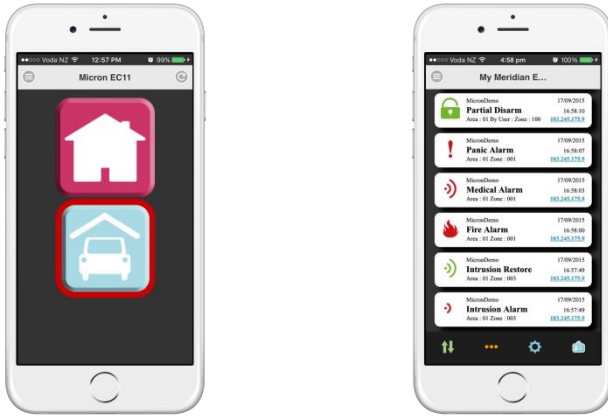 Voda NZ 12:57 PM 99%
Micron EC11
Voda NZ 4:58 pm 100%
My Meridian E...
MicronDemo 17/09/2015
Partial Disarm 16:58:10
Area : 01 By User : Zone : 100 103.245.175.9
MicronDemo 17/09/2015
Panic Alarm 16:58:07
Area : 01 Zone : 001 103.245.175.9
MicronDemo 17/09/2015
Medical Alarm 16:58:03
Area : 01 Zone : 001 103.245.175.9
MicronDemo 17/09/2015
Fire Alarm 16:58:00
Area : 01 Zone : 001 103.245.175.9
MicronDemo 17/09/2015
Intrusion Restore 16:57:49
Area : 01 Zone : 003 103.245.175.9
MicronDemo 17/09/2015
Intrusion Alarm 16:57:49
Area : 01 Zone : 003 103.245.175.9